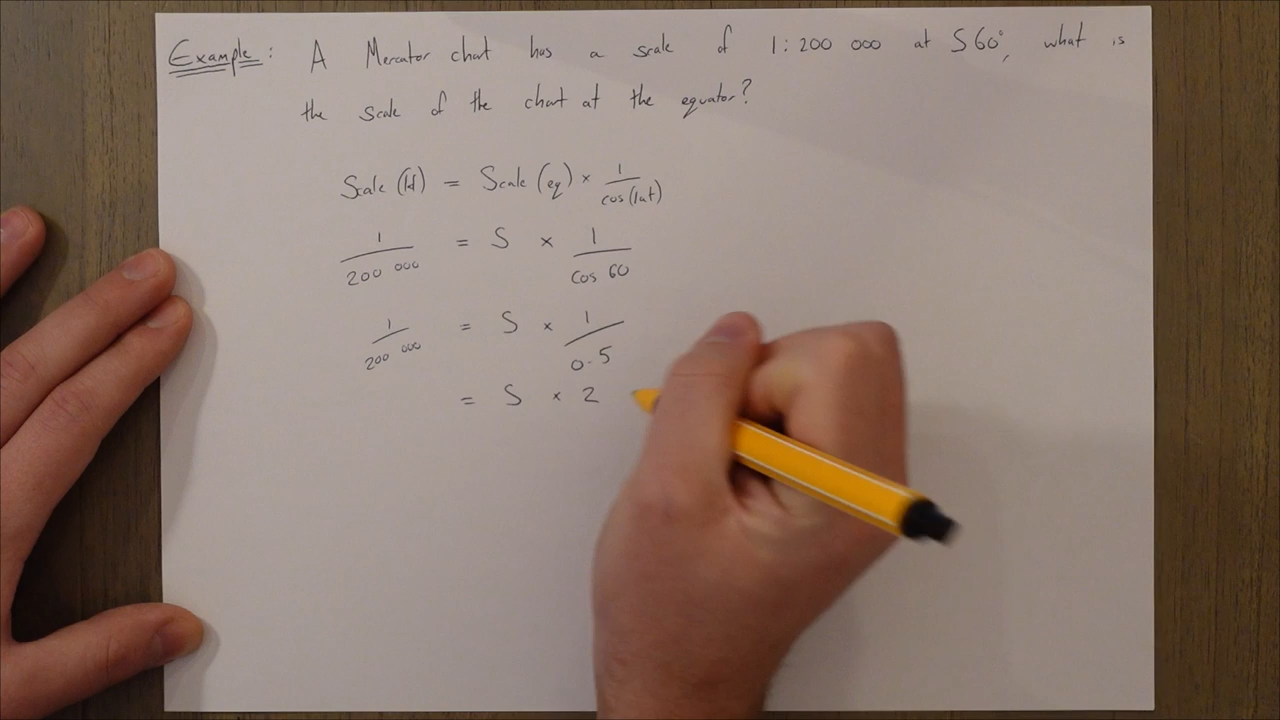 Example: A Mercator chart has a scale of 1:200 000 at S60°, what is
the scale of the chart at the equator?
Scale (lat) = Scale (eq) × 1/cos(lat)
1/200 000 = S × 1/cos 60
1/200 000 = S × 1/0.5
= S × 2